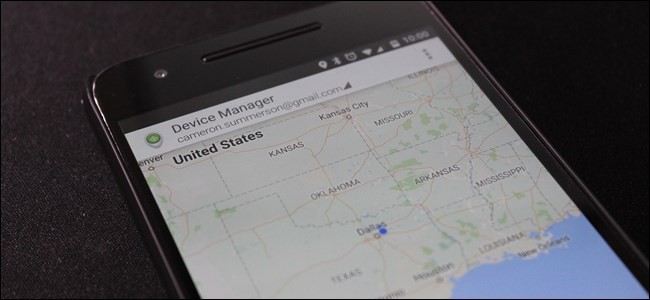 10:00
Device Manager
cameron.summerson@gmail.com
United States
ILLINOIS
Kansas City
MISSOURI
enver
KANSAS
OKLAHOMA
ARKANSAS
MISSISSIPPI
Dallas
LOUISIANA
New Orleans
TEXAS
Houston